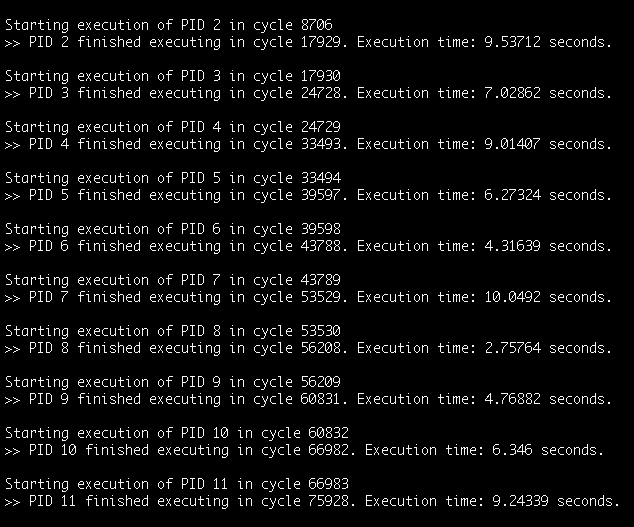 Starting execution of PID 2 in cycle 8706
>> PID 2 finished executing in cycle 17929. Execution time: 9.53712 seconds.
Starting execution of PID 3 in cycle 17930
>> PID 3 finished executing in cycle 24728. Execution time: 7.02862 seconds.
Starting execution of PID 4 in cycle 24729
>> PID 4 finished executing in cycle 33493. Execution time: 9.01407 seconds.
Starting execution of PID 5 in cycle 33494
>> PID 5 finished executing in cycle 39597. Execution time: 6.27324 seconds.
Starting execution of PID 6 in cycle 39598
>> PID 6 finished executing in cycle 43788. Execution time: 4.31639 seconds.
Starting execution of PID 7 in cycle 43789
>> PID 7 finished executing in cycle 53529. Execution time: 10.0492 seconds.
Starting execution of PID 8 in cycle 53530
>> PID 8 finished executing in cycle 56208. Execution time: 2.75764 seconds.
Starting execution of PID 9 in cycle 56209
>> PID 9 finished executing in cycle 60831. Execution time: 4.76882 seconds.
Starting execution of PID 10 in cycle 60832
>> PID 10 finished executing in cycle 66982. Execution time: 6.346 seconds.
Starting execution of PID 11 in cycle 66983
>> PID 11 finished executing in cycle 75928. Execution time: 9.24339 seconds.